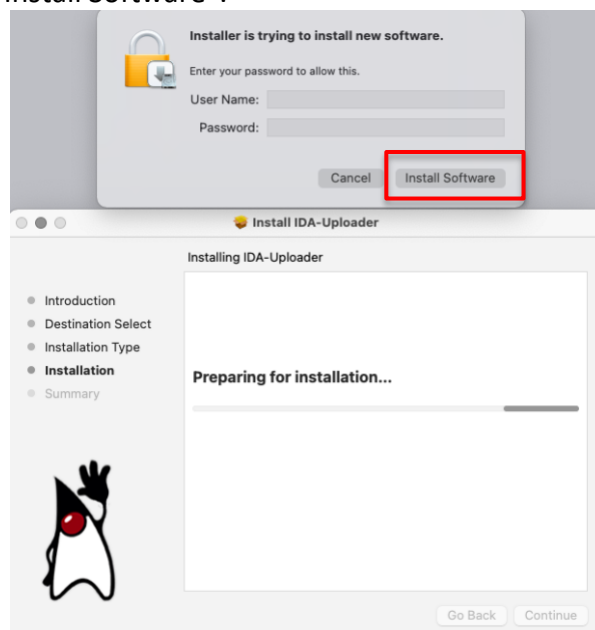 Install Software".
Installer is trying to install new software.
Enter your password to allow this.
User Name:
Password:
Cancel Install Software
Install IDA-Uploader
Installing IDA-Uploader
Introduction
Destination Select
Installation Type
Installation
Summary
Preparing for installation...
Go Back Continue